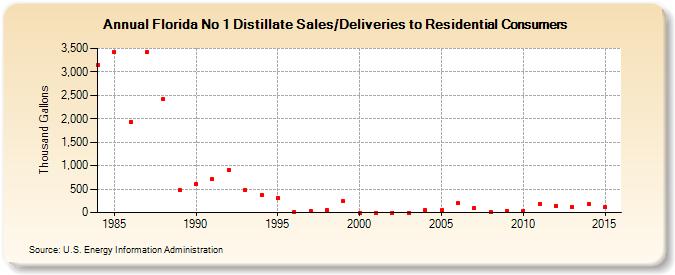 Annual Florida No 1 Distillate Sales/Deliveries to Residential Consumers
Thousand Gallons
3,500
3,000
2,500
2,000
1,500
1,000
500
0
1985 1990 1995 2000 2005 2010 2015
Source: U.S. Energy Information Administration